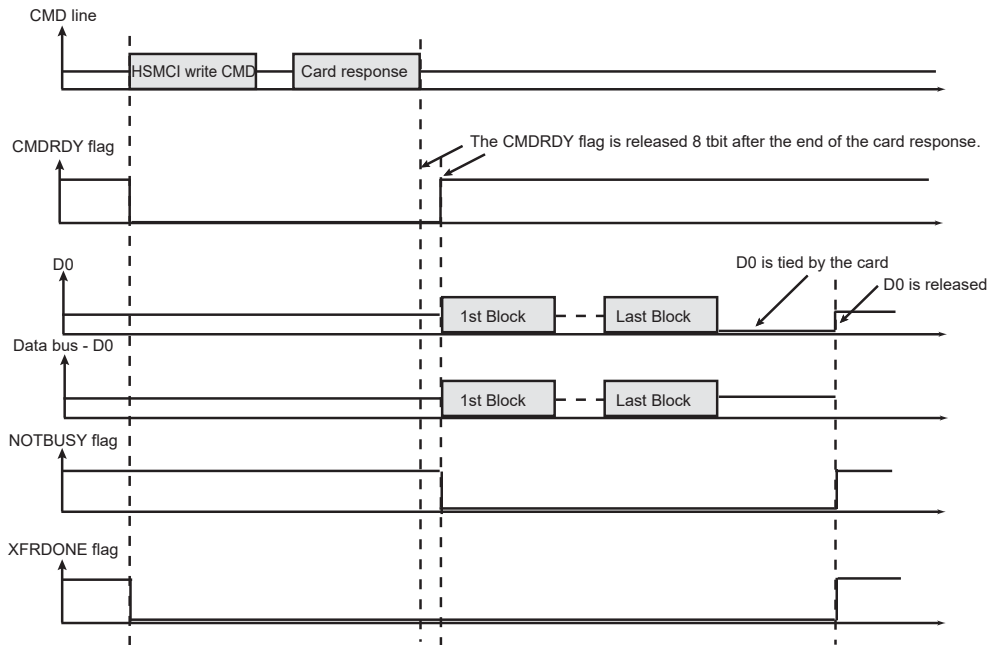 CMD line
HSMCI write CMD
Card response
The CMDRDY flag is released 8 tbit after the end of the card response.
CMDRDY flag
D0 is tied by the card
D0
D0 is released
1st Block
Last Block
Data bus - D0
1st Block
Last Block
NOTBUSY flag
XFRDONE flag